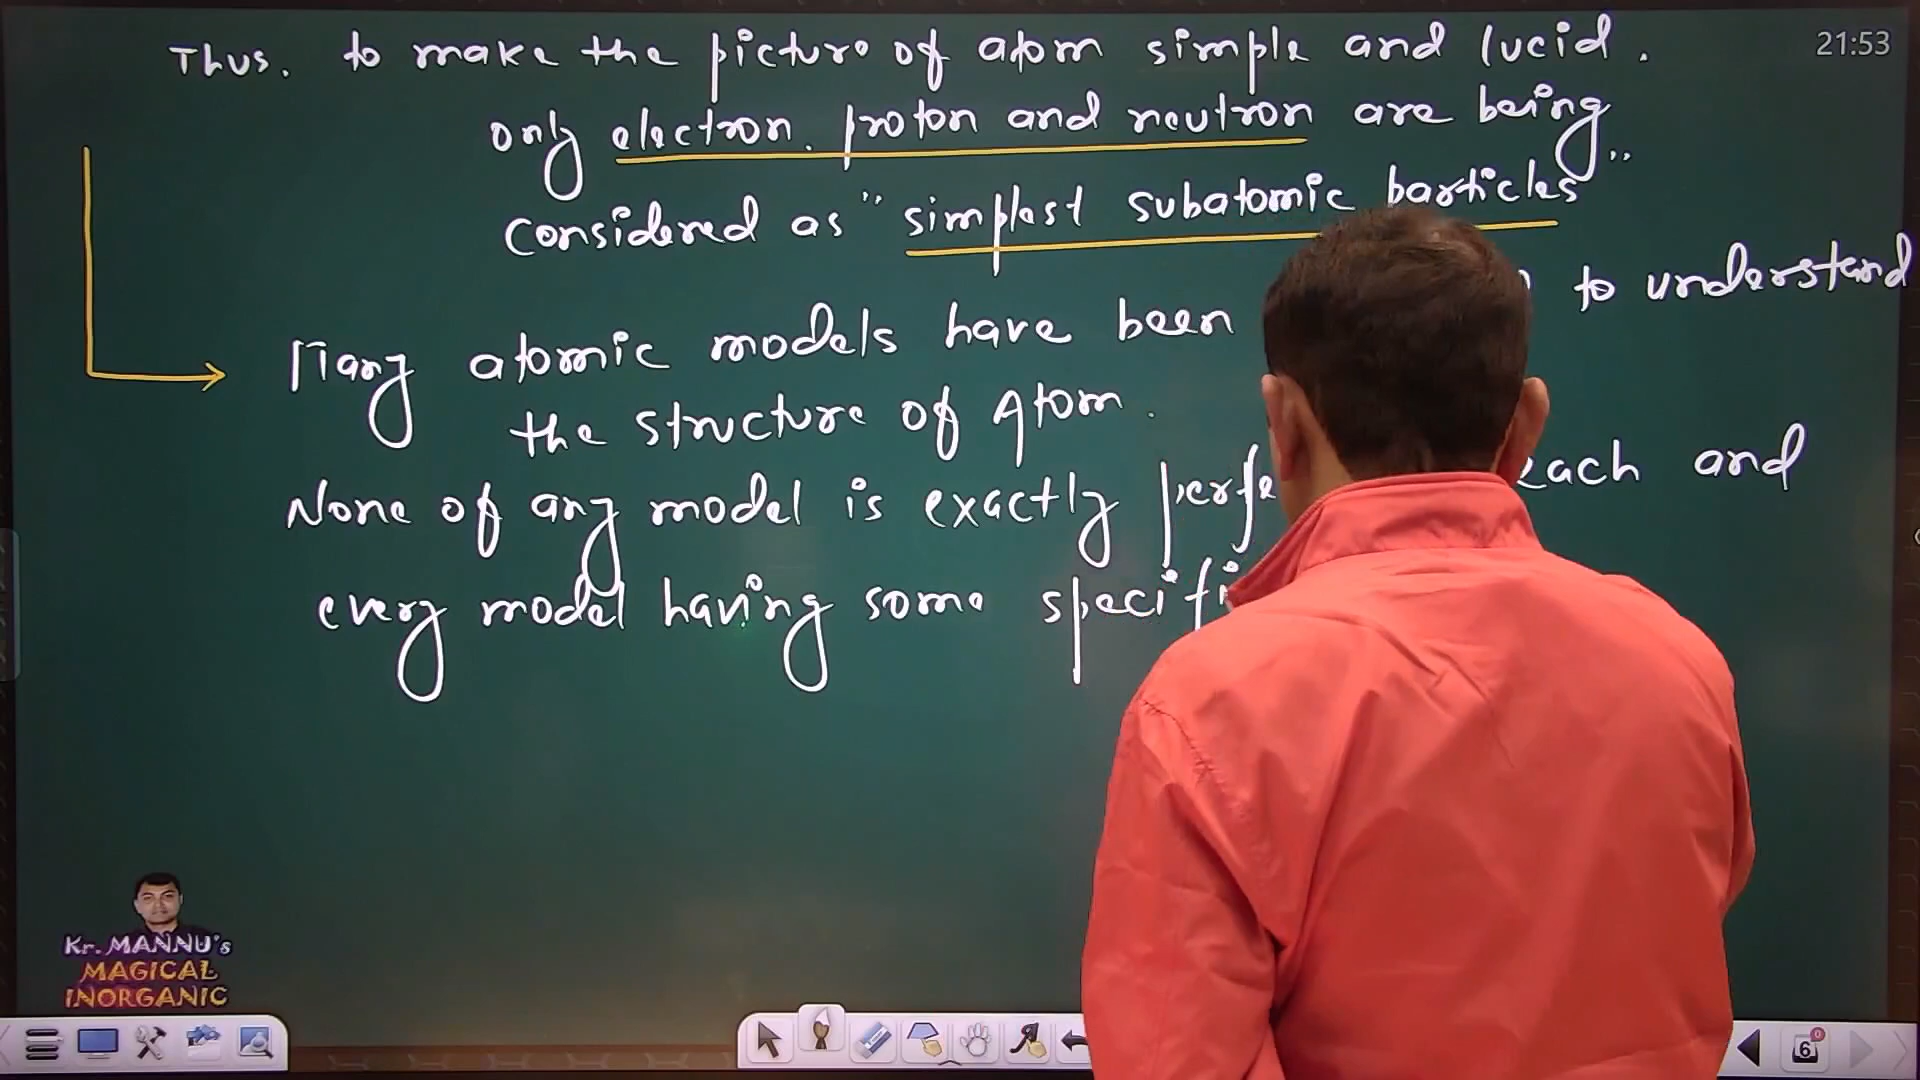 Thus. to make the picture of atom simple and lucid.
21:53
only electron. proton and neutron are being
considered as "simplest subatomic particles"
Many atomic models have been to understand
the structure of Atom.
None of any model is exactly each and
every model having some
Kr. MANNU's
MAGICAL
INORGANIC
6
0